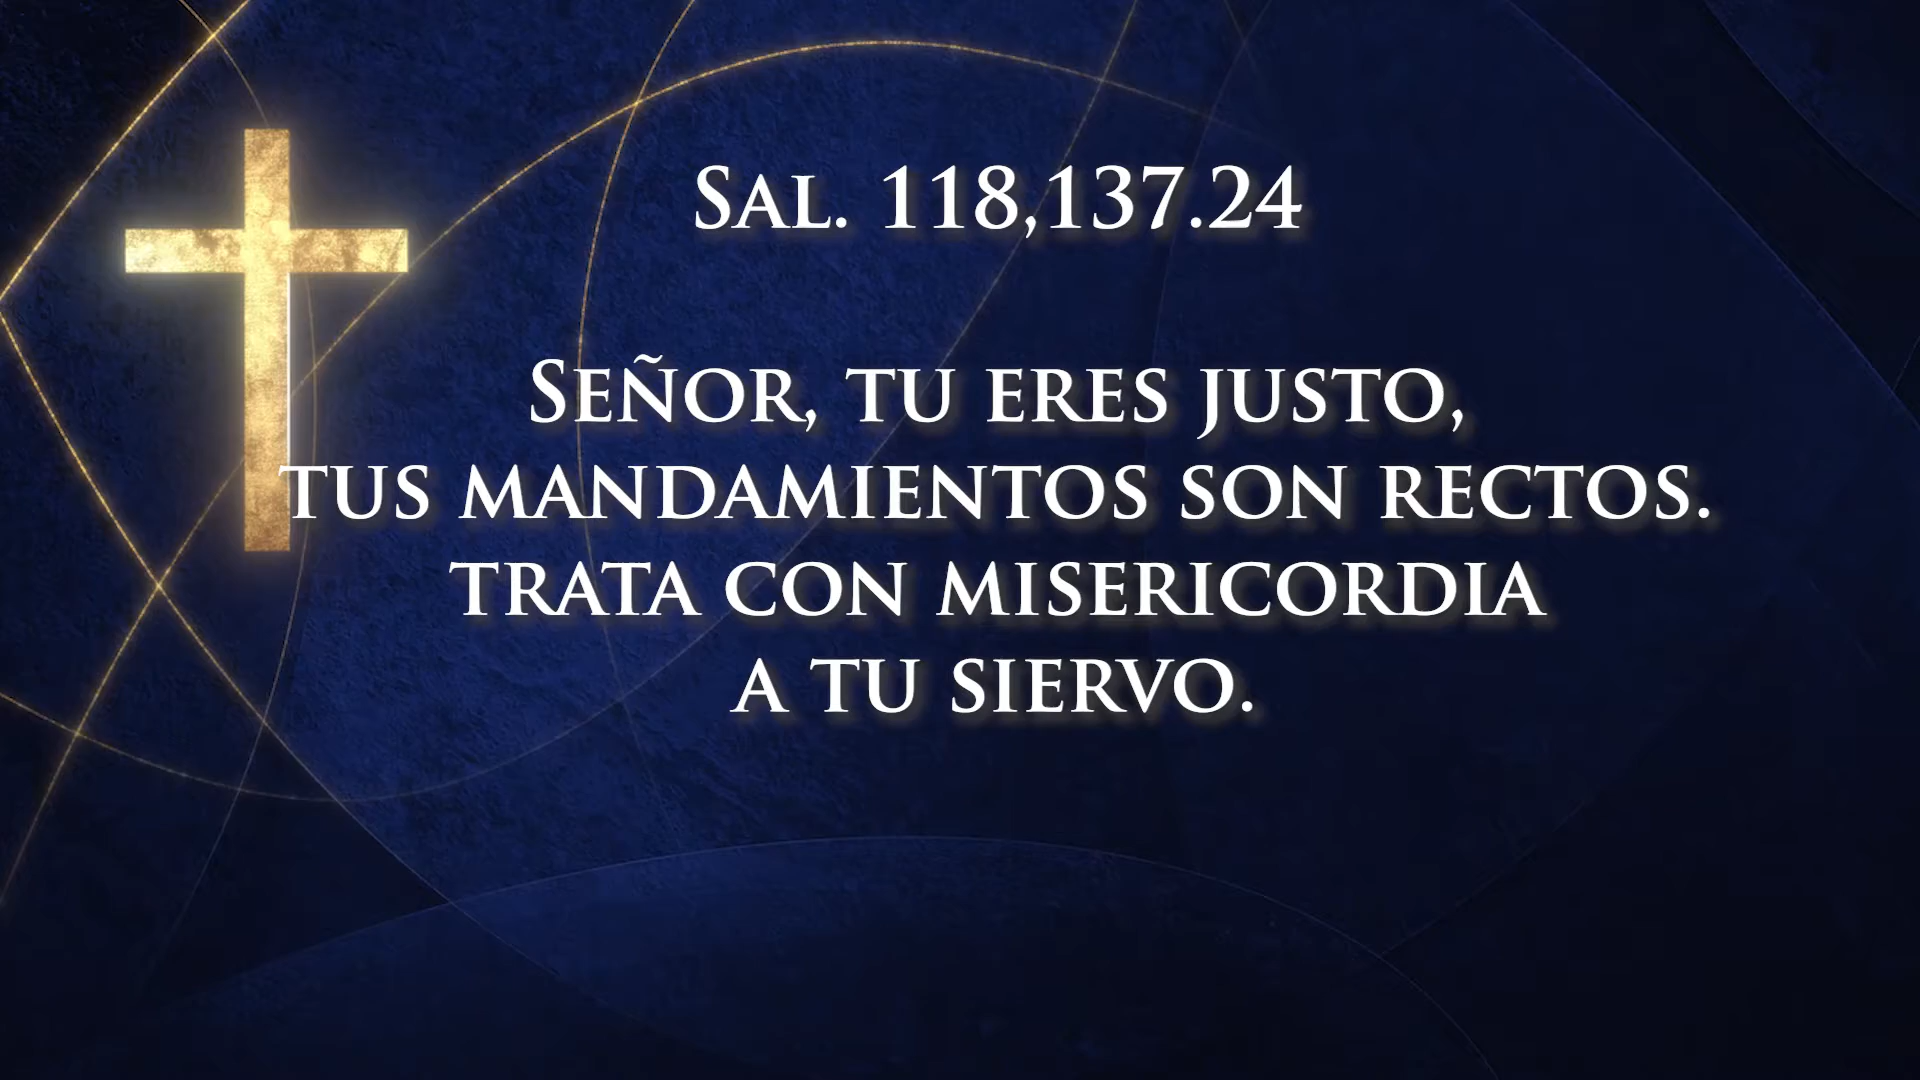 Sal. 118,137.24
Señor, tu eres justo,
tus mandamientos son rectos.
trata con misericordia
a tu siervo.